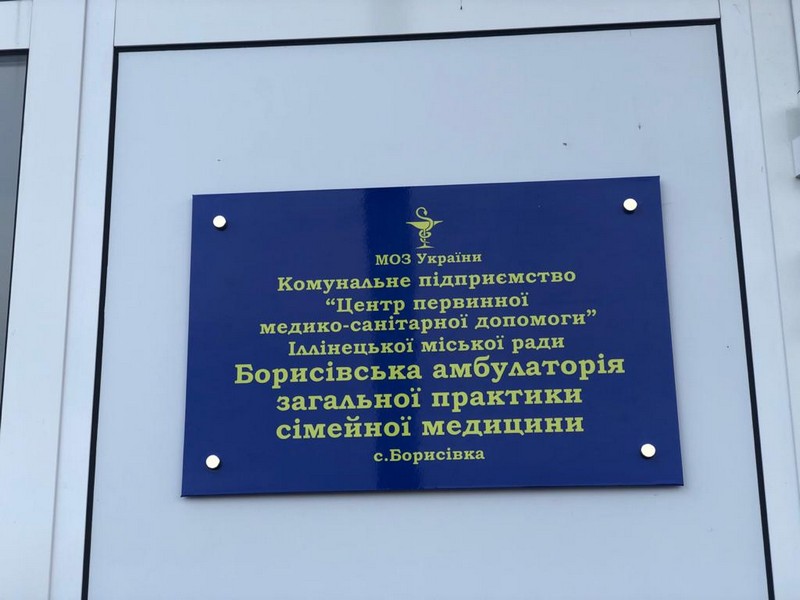 МОЗ України
Комунальне підприємство
“Центр первинної
медико-санітарної допомоги”
Іллінецької міської ради
Борисівська амбулаторія
загальної практики
сімейної медицини
с.Борисівка